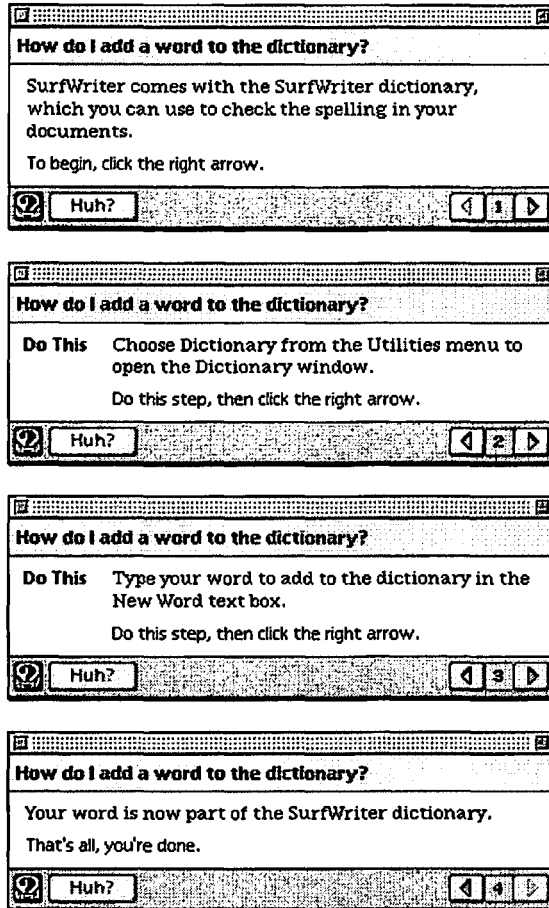 How do I add a word to the dictionary?
SurfWriter comes with the SurfWriter dictionary,
which you can use to check the spelling in your
documents.
To begin, click the right arrow.
Huh? 1
How do I add a word to the dictionary?
Do This Choose Dictionary from the Utilities menu to
open the Dictionary window.
Do this step, then click the right arrow.
Huh? 2
How do I add a word to the dictionary?
Do This Type your word to add to the dictionary in the
New Word text box.
Do this step, then click the right arrow.
Huh? 3
How do I add a word to the dictionary?
Your word is now part of the SurfWriter dictionary.
That's all, you're done.
Huh? 4